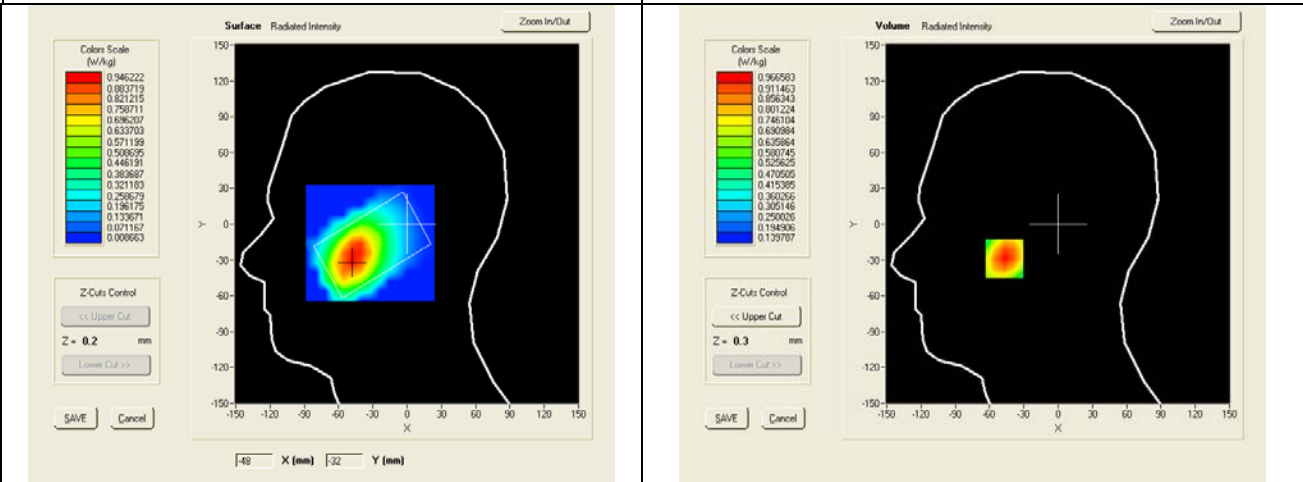 Surface Radiated Intensity
Zoom In/Out
Colors Scale
(W/kg)
0.946222
0.883719
0.821215
0.758711
0.696207
0.633703
0.571199
0.508695
0.446191
0.383687
0.321183
0.258679
0.196175
0.133671
0.071167
0.008663
Z-Cuts Control
<< Upper Cut
Z = 0.2 mm
Lower Cut >>
SAVE Cancel
150
120
90
60
30
0
-30
-60
-90
-120
-150
Y
-150 -120 -90 -60 -30 0 30 60 90 120 150
X
-48 X (mm) -32 Y (mm)
Volume Radiated Intensity
Zoom In/Out
Colors Scale
(W/kg)
0.966583
0.911463
0.856343
0.801224
0.746104
0.690984
0.635864
0.580745
0.525625
0.470505
0.415385
0.360266
0.305146
0.250026
0.194906
0.139787
Z-Cuts Control
<< Upper Cut
Z = 0.3 mm
Lower Cut >>
SAVE Cancel
150
120
90
60
30
0
-30
-60
-90
-120
-150
Y
-150 -120 -90 -60 -30 0 30 60 90 120 150
X